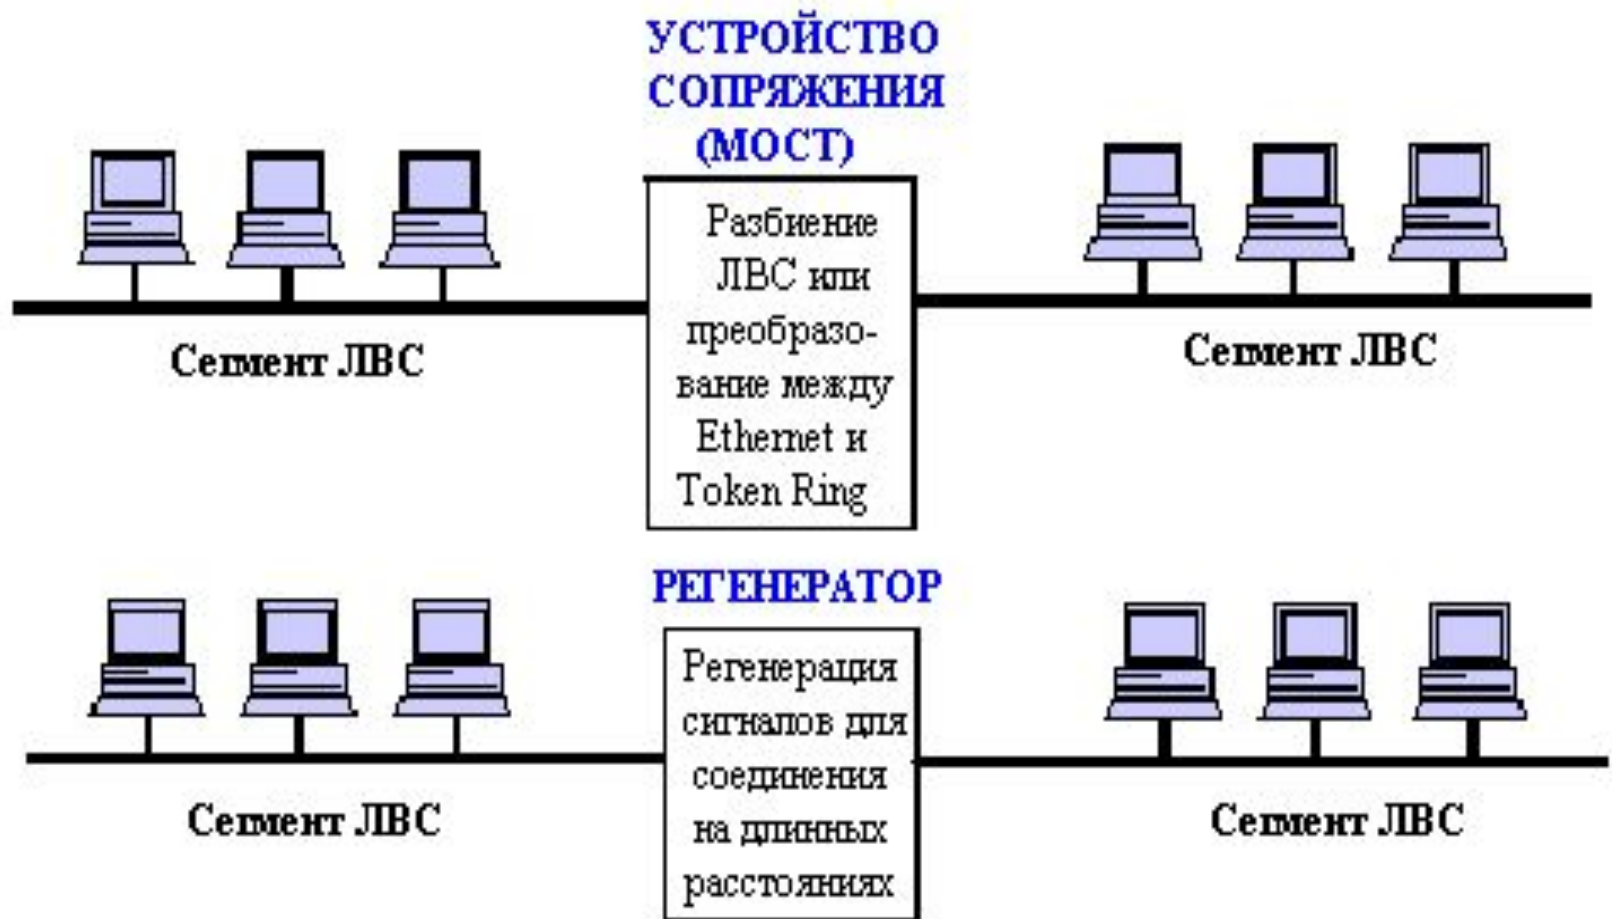 УСТРОЙСТВО
СОПРЯЖЕНИЯ
(МОСТ)
Разбиение
ЛВС или
преобразо-
вание между
Ethernet и
Token Ring
Сегмент ЛВС
Сегмент ЛВС
РЕГЕНЕРАТОР
Регенерация
сигналов для
соединения
на длинных
расстояниях
Сегмент ЛВС
Сегмент ЛВС